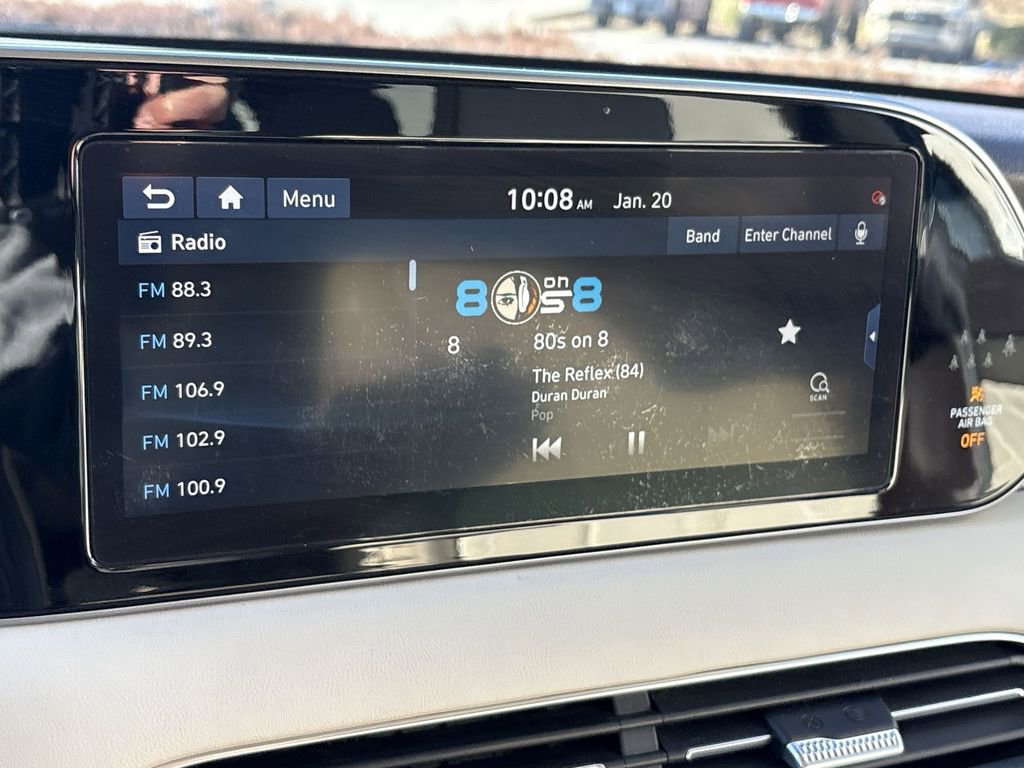 Menu
10:08 AM Jan. 20
Radio
Band
Enter Channel
FM 88.3
FM 89.3
FM 106.9
FM 102.9
FM 100.9
80s on 8
8
80s on 8
The Reflex (84)
Duran Duran
Pop
SCAN
PASSENGER
AIR BAG
OFF